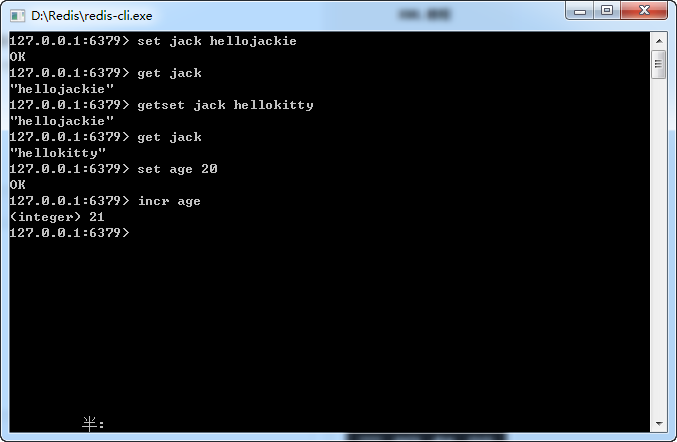 D:\Redis\redis-cli.exe
127.0.0.1:6379> set jack hellojackie
OK
127.0.0.1:6379> get jack
"hellojackie"
127.0.0.1:6379> getset jack hellokitty
"hellojackie"
127.0.0.1:6379> get jack
"hellokitty"
127.0.0.1:6379> set age 20
OK
127.0.0.1:6379> incr age
(integer) 21
127.0.0.1:6379>
半: